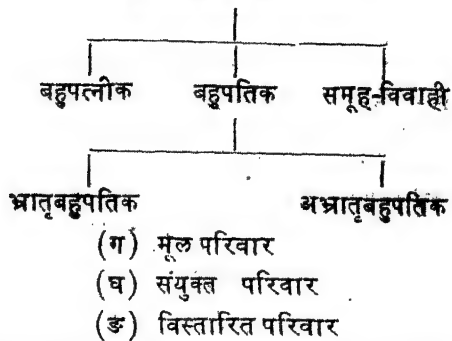 बहुपत्नीक बहुपतिक समूह-विवाही
भ्रातृबहुपतिक अभ्रातृबहुपतिक
(ग) मूल परिवार
(घ) संयुक्त परिवार
(ङ) विस्तारित परिवार